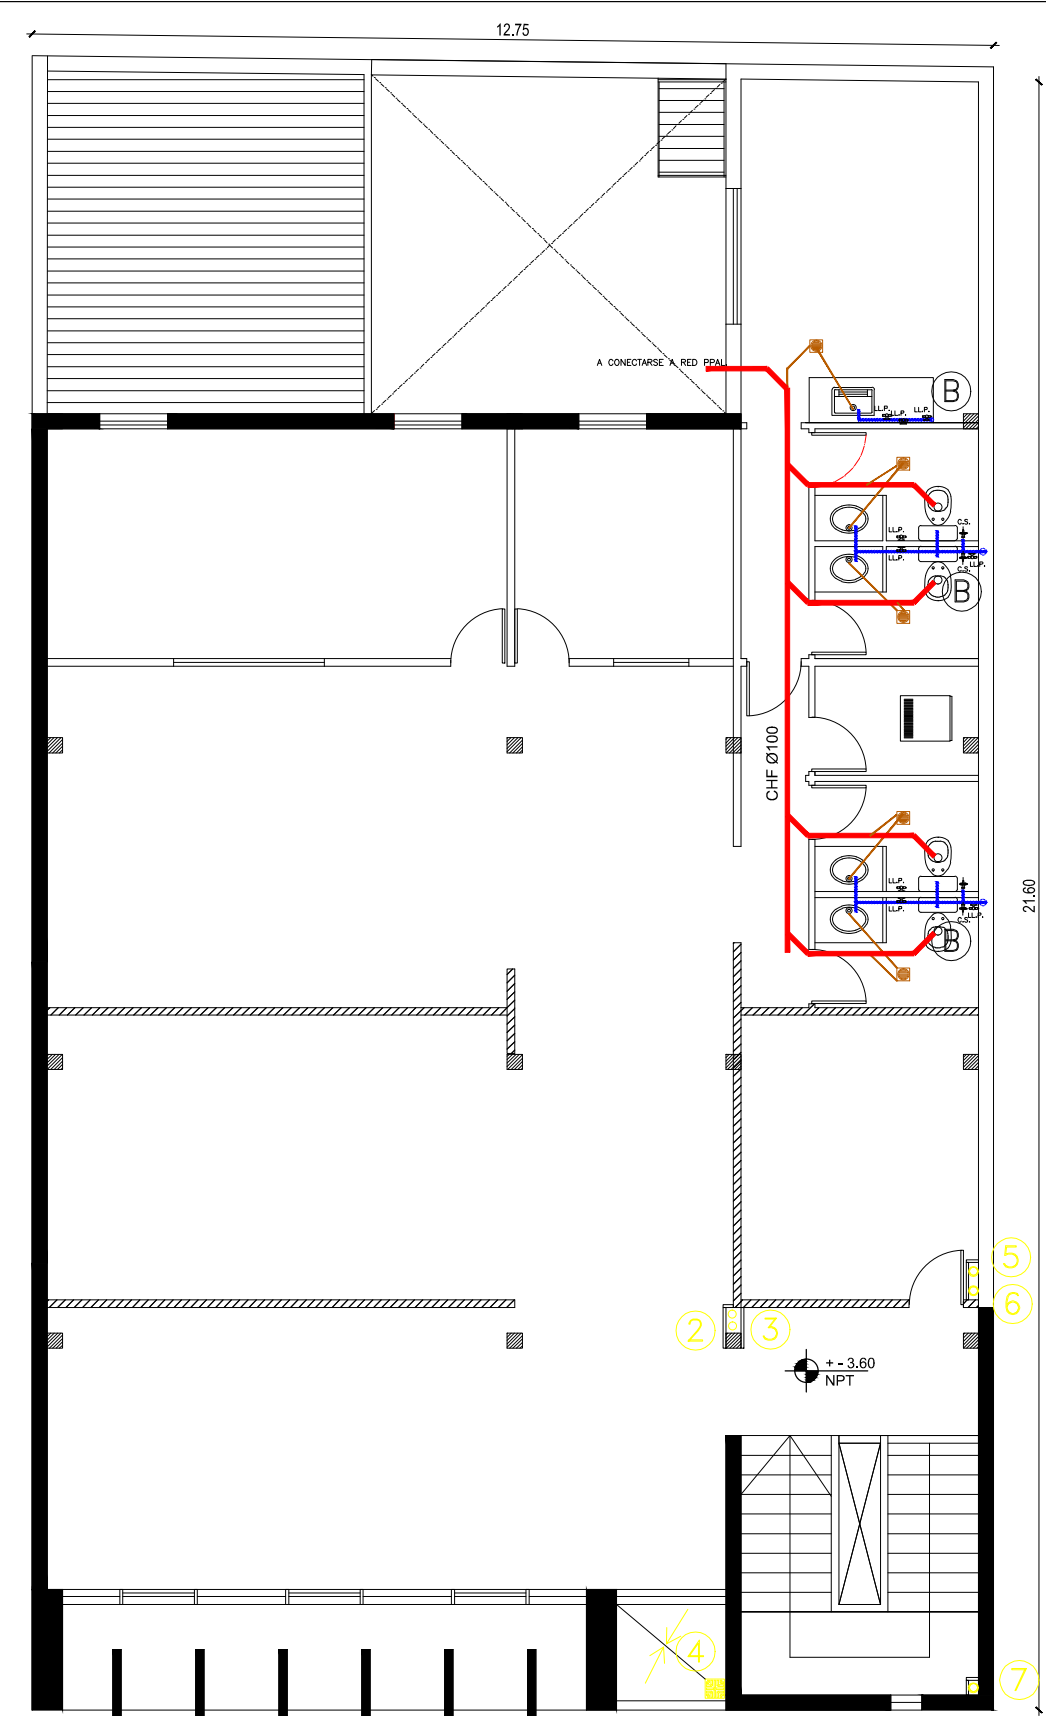 12.75
A CONECTARSE A RED PPAL
B
LL.P.
LL.P.
LL.P.
C.S.
LL.P.
LL.P.
C.S.
LL.P.
B
CHF Ø100
21.60
LL.P.
LL.P.
C.S.
LL.P.
B
5
6
2
3
+ - 3.60
NPT
4
7